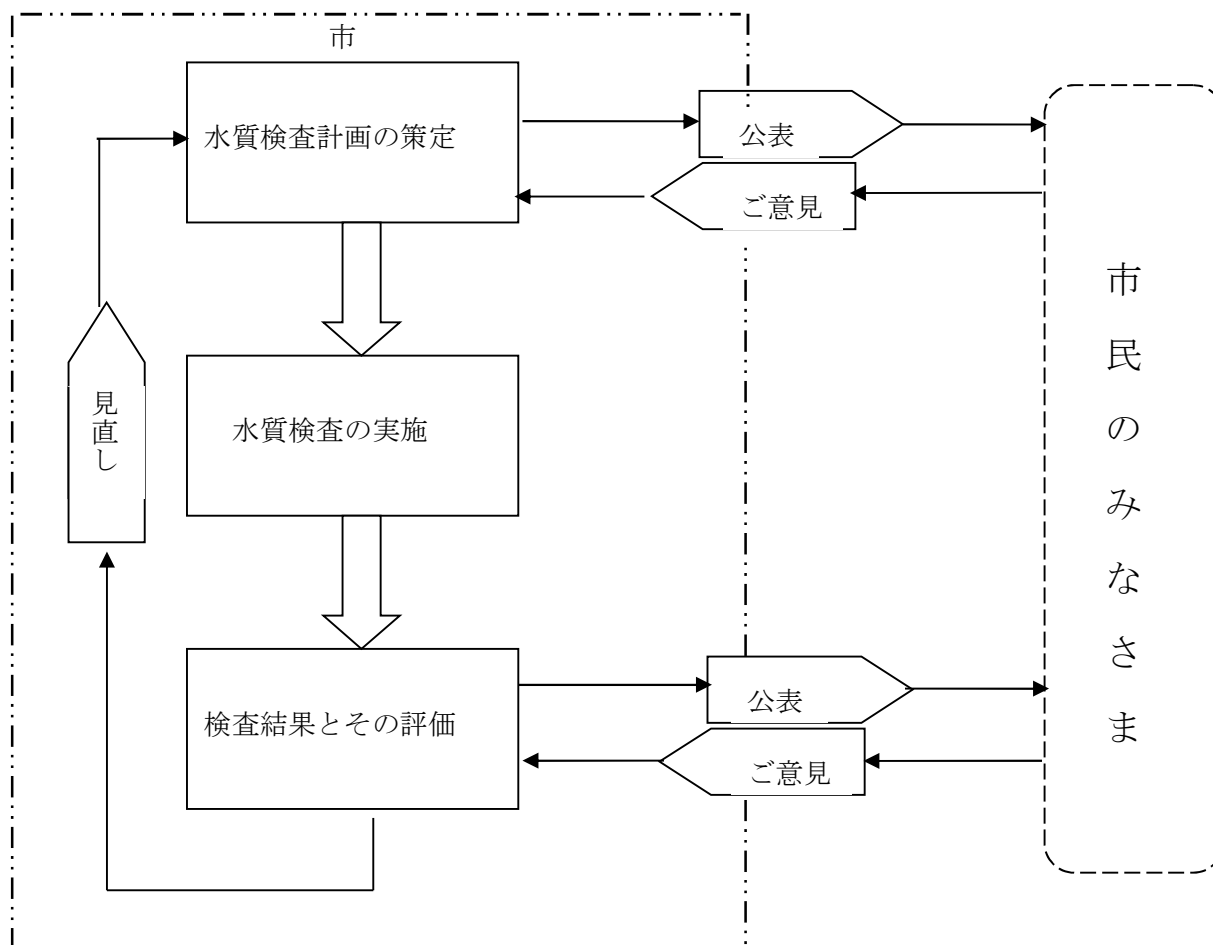 市
水質検査計画の策定
公表
ご意見
見直し
水質検査の実施
検査結果とその評価
公表
ご意見
市民のみなさま